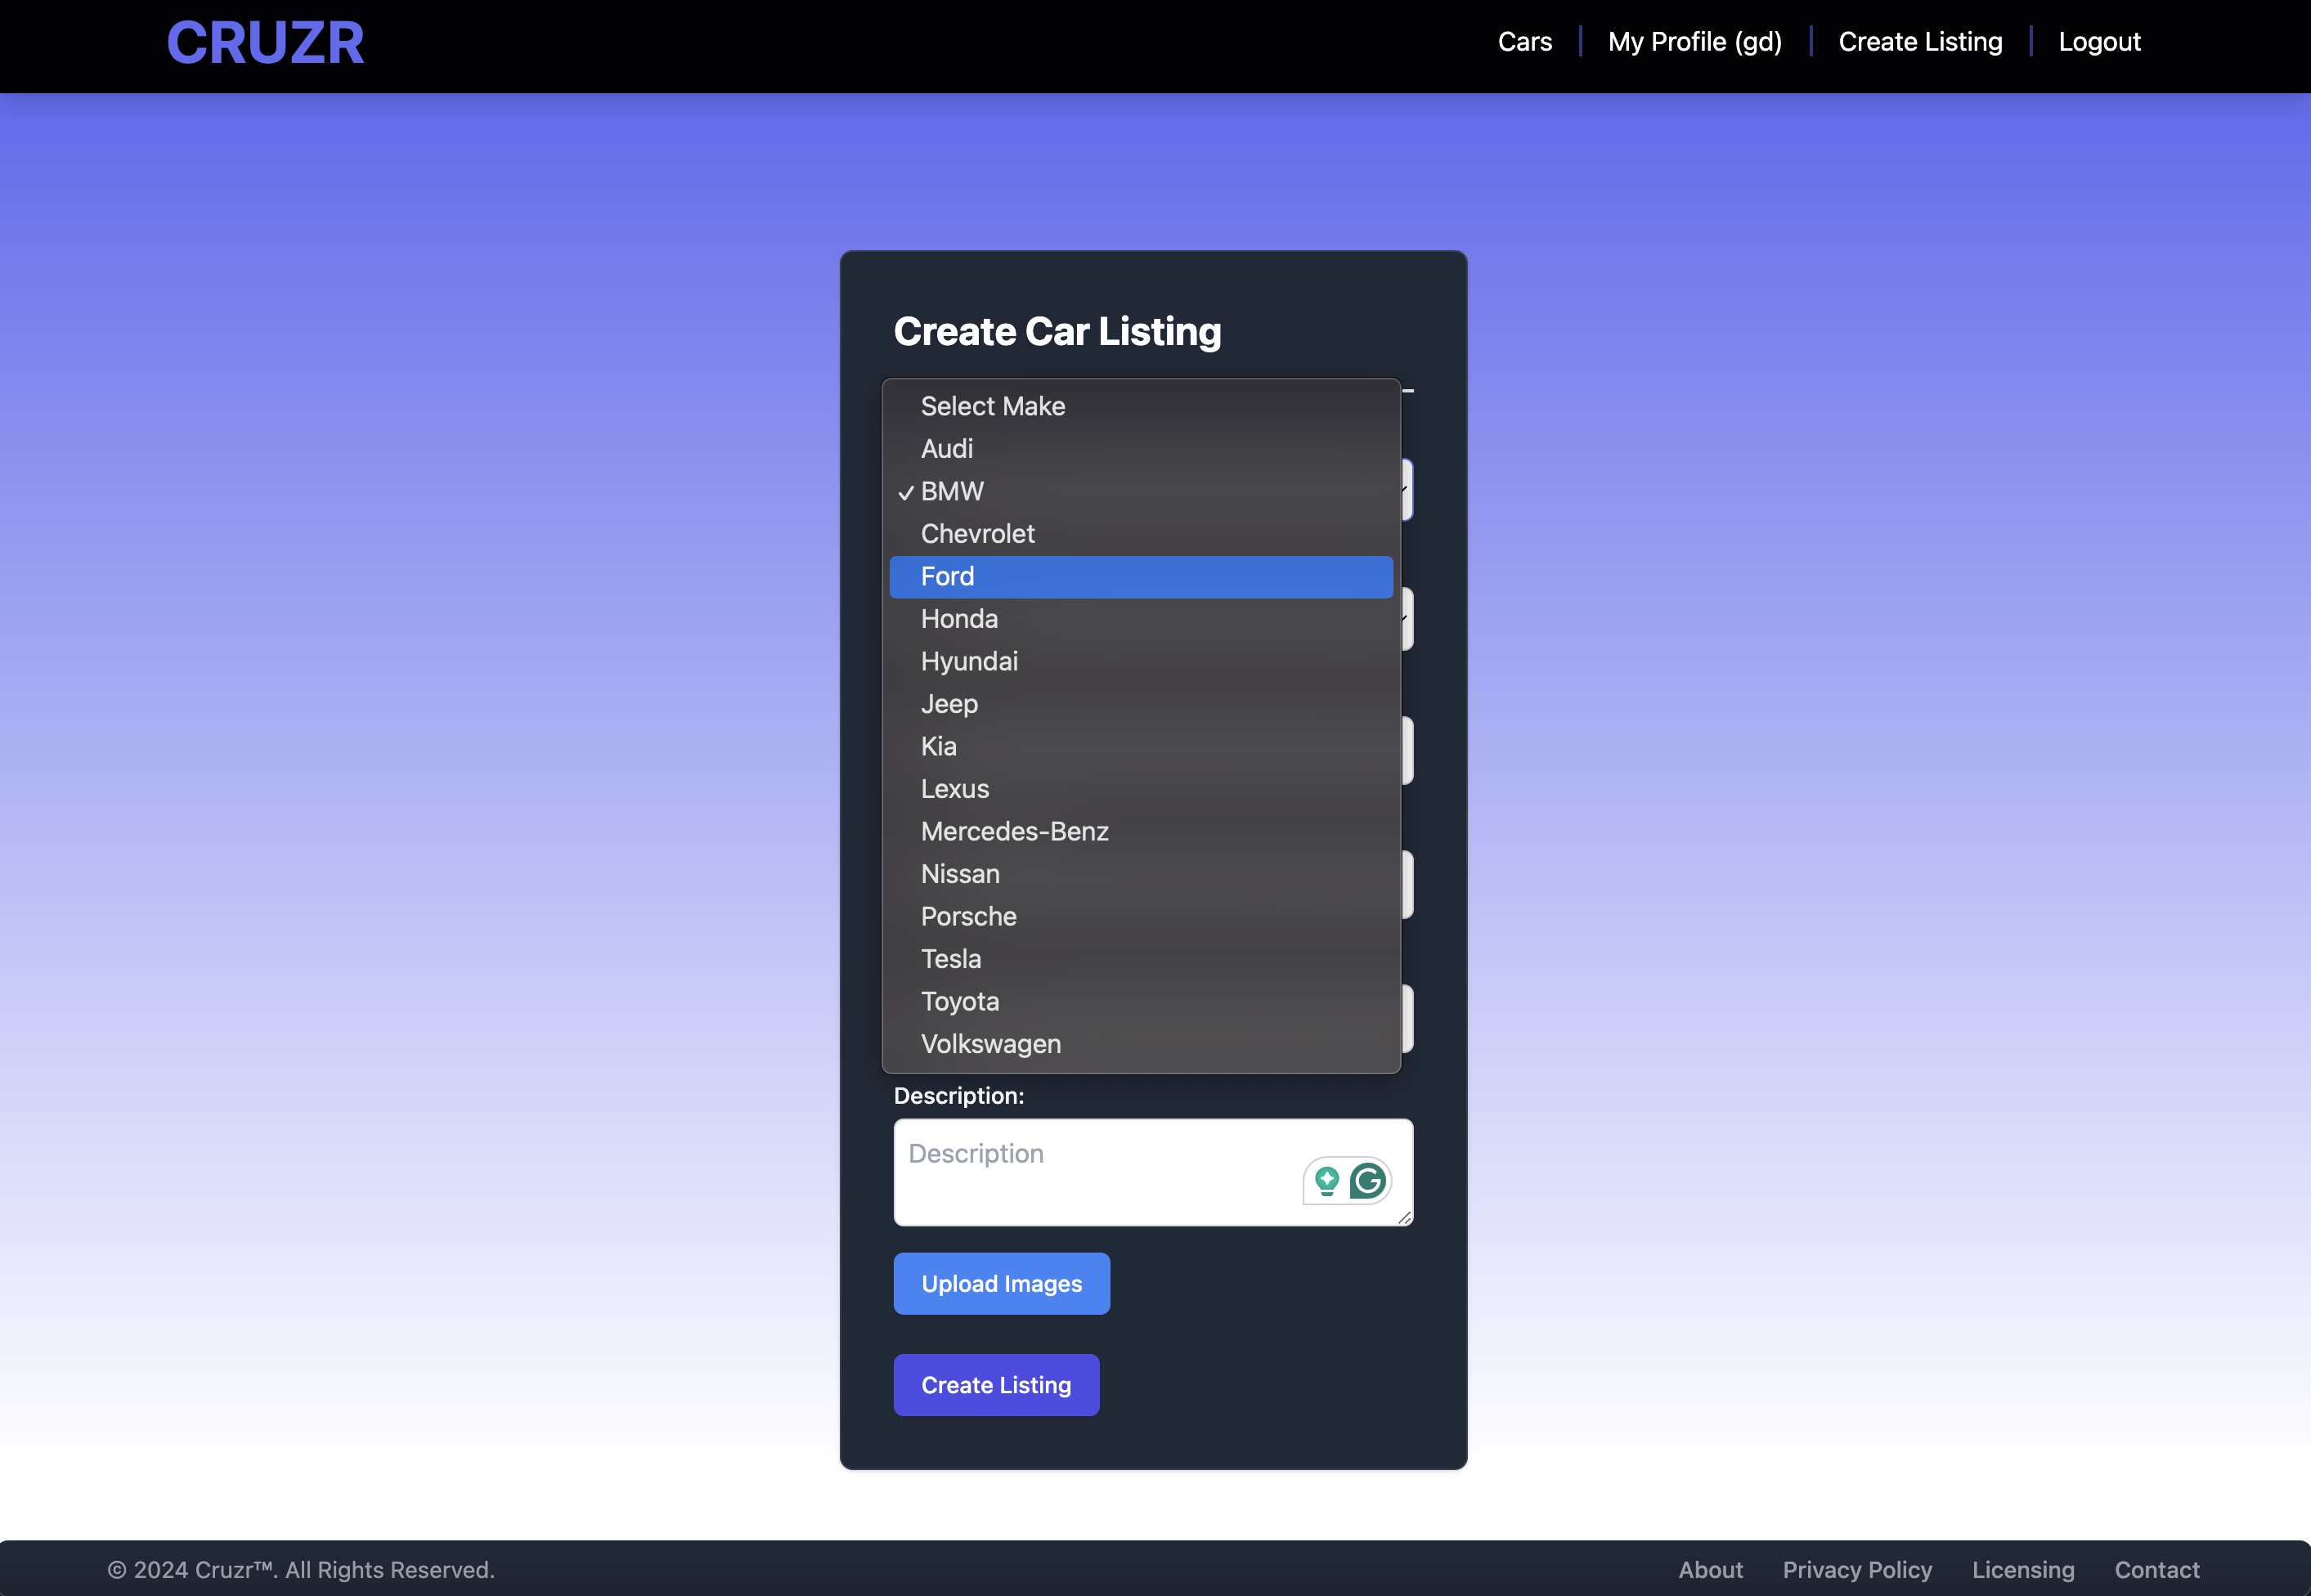 CRUZR
Cars
My Profile (gd)
Create Listing
Logout
Create Car Listing
Select Make
Audi
✓ BMW
Chevrolet
Ford
Honda
Hyundai
Jeep
Kia
Lexus
Mercedes-Benz
Nissan
Porsche
Tesla
Toyota
Volkswagen
Description:
Description
Upload Images
Create Listing
© 2024 Cruzr™. All Rights Reserved.
About
Privacy Policy
Licensing
Contact